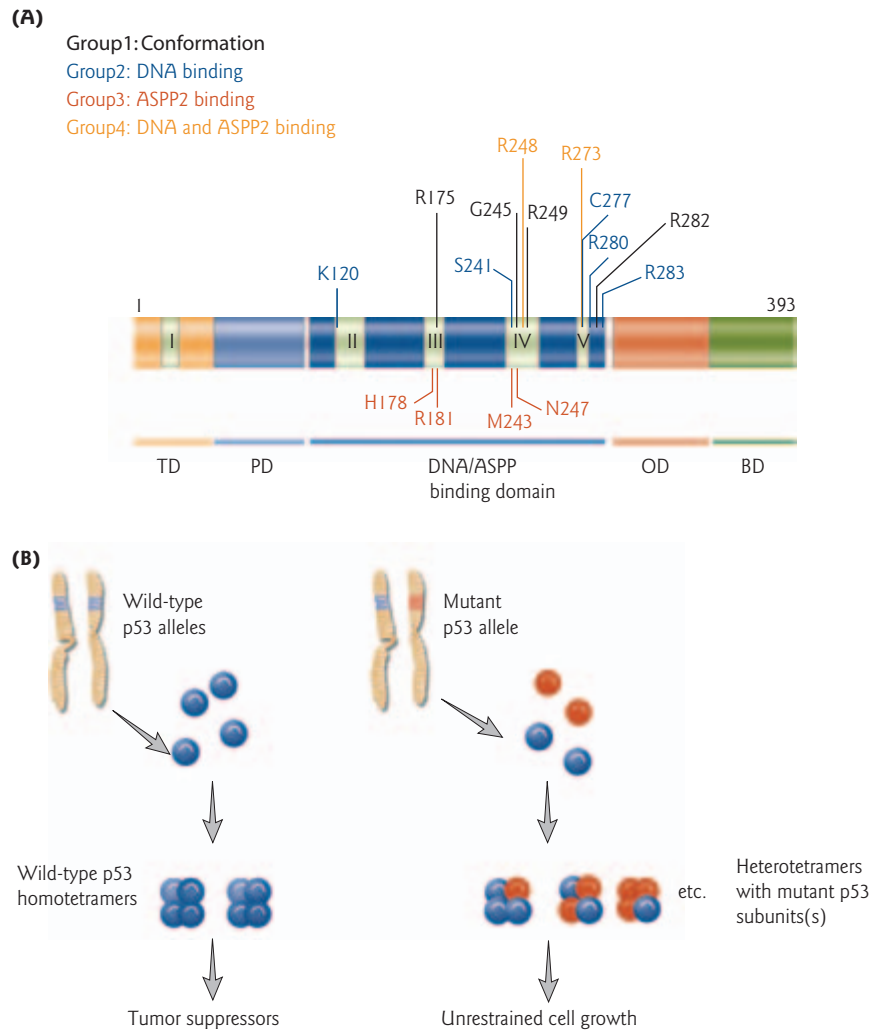 (A)
Group1: Conformation
Group2: DNA binding
Group3: ASPP2 binding
Group4: DNA and ASPP2 binding
R248
R273
R175
G245
R249
C277
R282
K120
S241
R280
R283
I
393
I
II
III
IV
V
H178
R181
M243
N247
TD
PD
DNA/ASPP
binding domain
OD
BD
(B)
Wild-type
p53 alleles
Mutant
p53 allele
Wild-type p53
homotetramers
etc.
Heterotetramers
with mutant p53
subunits(s)
Tumor suppressors
Unrestrained cell growth